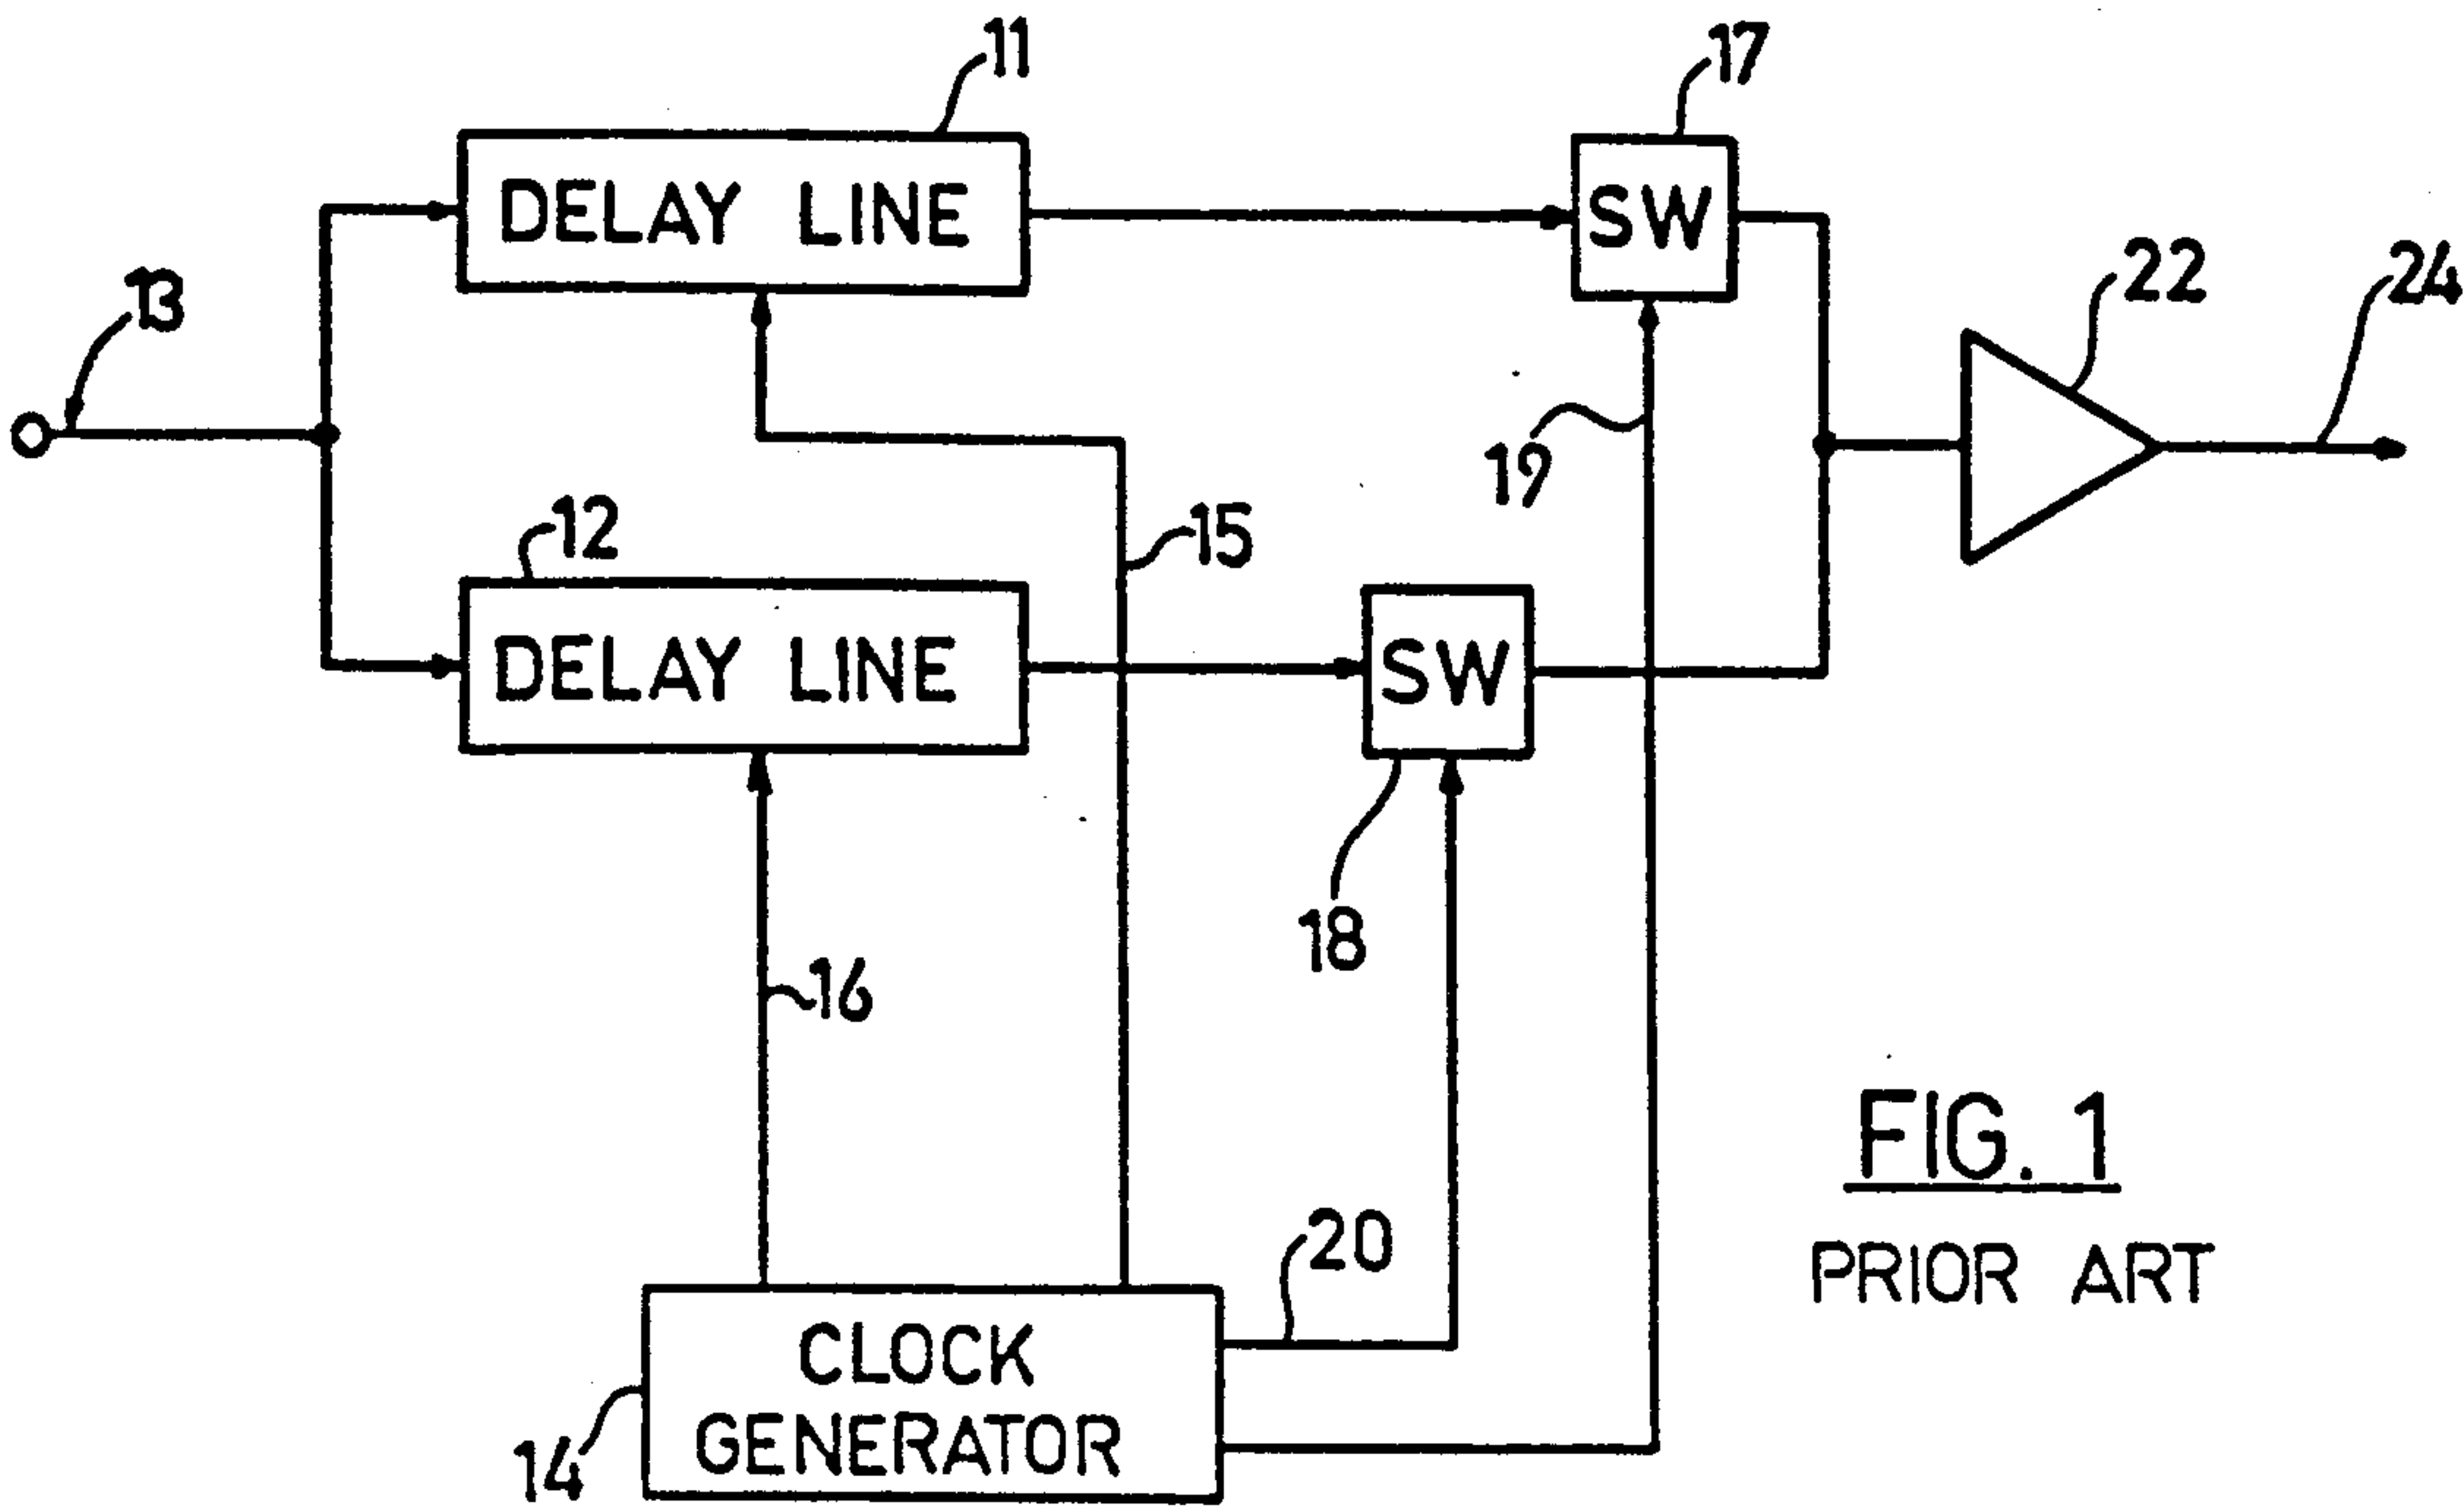 11
17
DELAY LINE
SW
13
22
24
19
12
15
DELAY LINE
SW
18
16
FIG. 1
20
PRIOR ART
CLOCK
GENERATOR
14